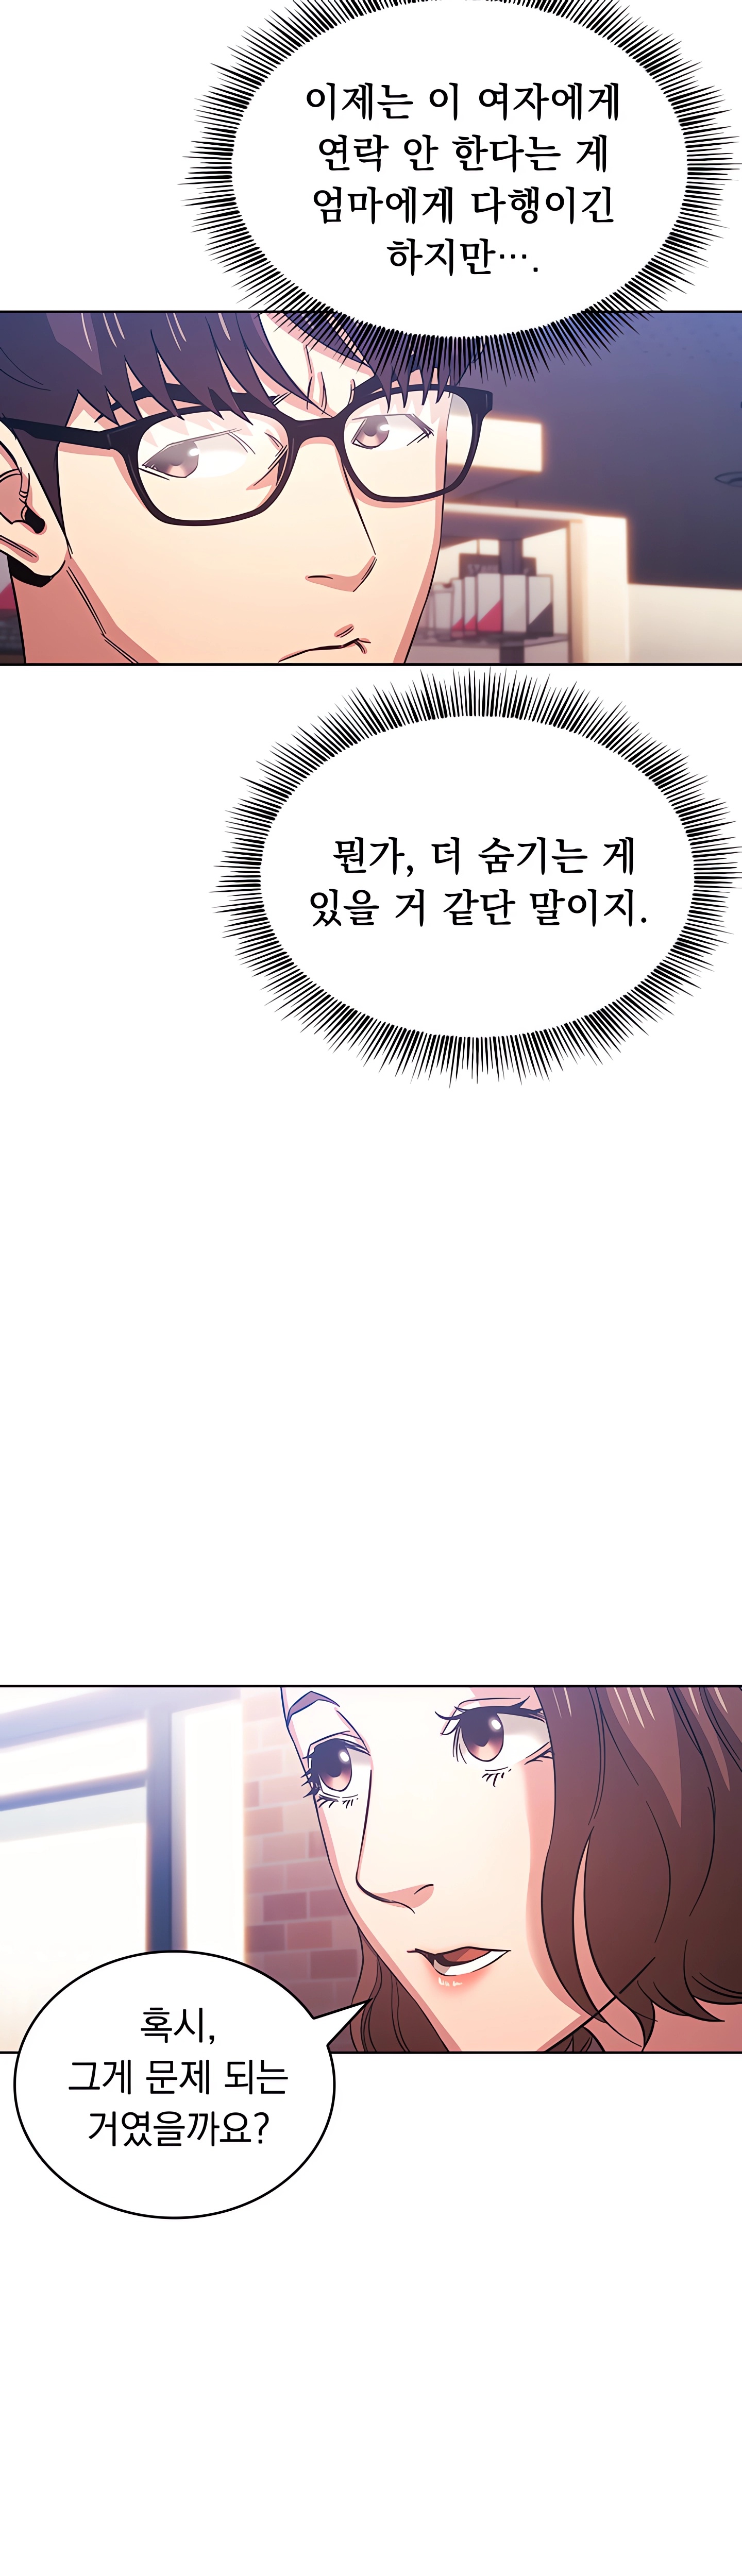 이제는 이 여자에게
연락 안 한다는 게
엄마에게 다행이긴
하지만….
뭔가, 더 숨기는 게
있을 거 같단 말이지.
혹시,
그게 문제 되는
거였을까요?